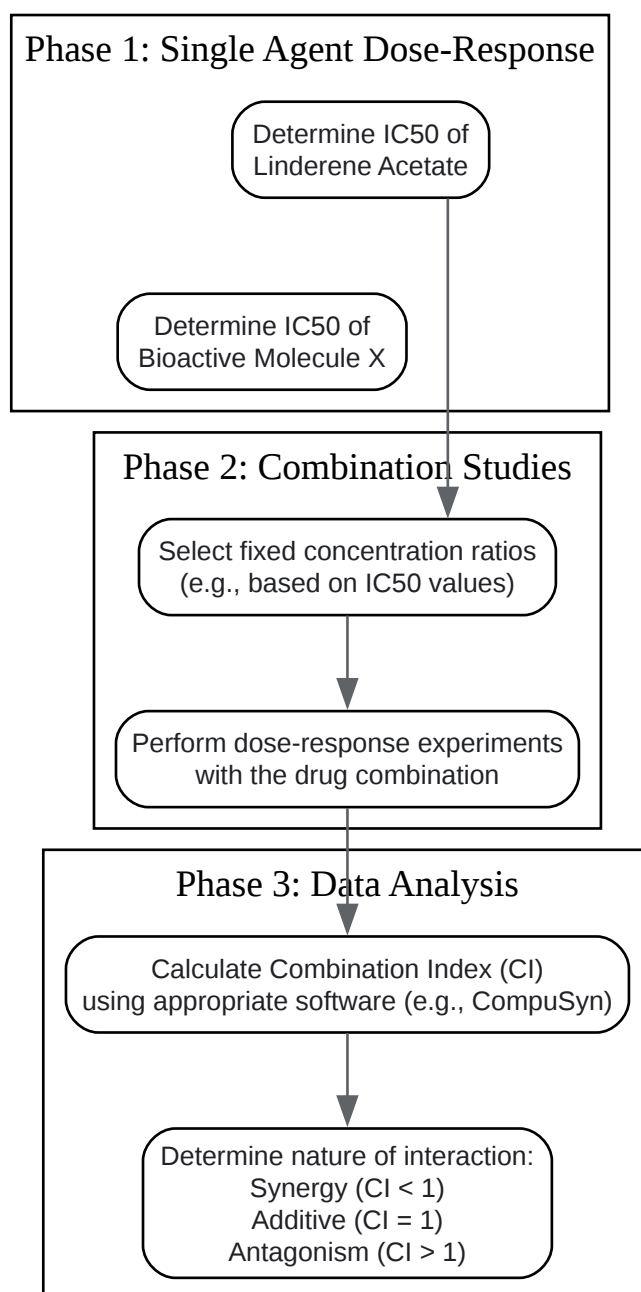 Phase 1: Single Agent Dose-Response
Determine IC50 of
Linderene Acetate
Determine IC50 of
Bioactive Molecule X
Phase 2: Combination Studies
Select fixed concentration ratios
(e.g., based on IC50 values)
Perform dose-response experiments
with the drug combination
Phase 3: Data Analysis
Calculate Combination Index (CI)
using appropriate software (e.g., CompuSyn)
Determine nature of interaction:
Synergy (CI < 1)
Additive (CI = 1)
Antagonism (CI > 1)